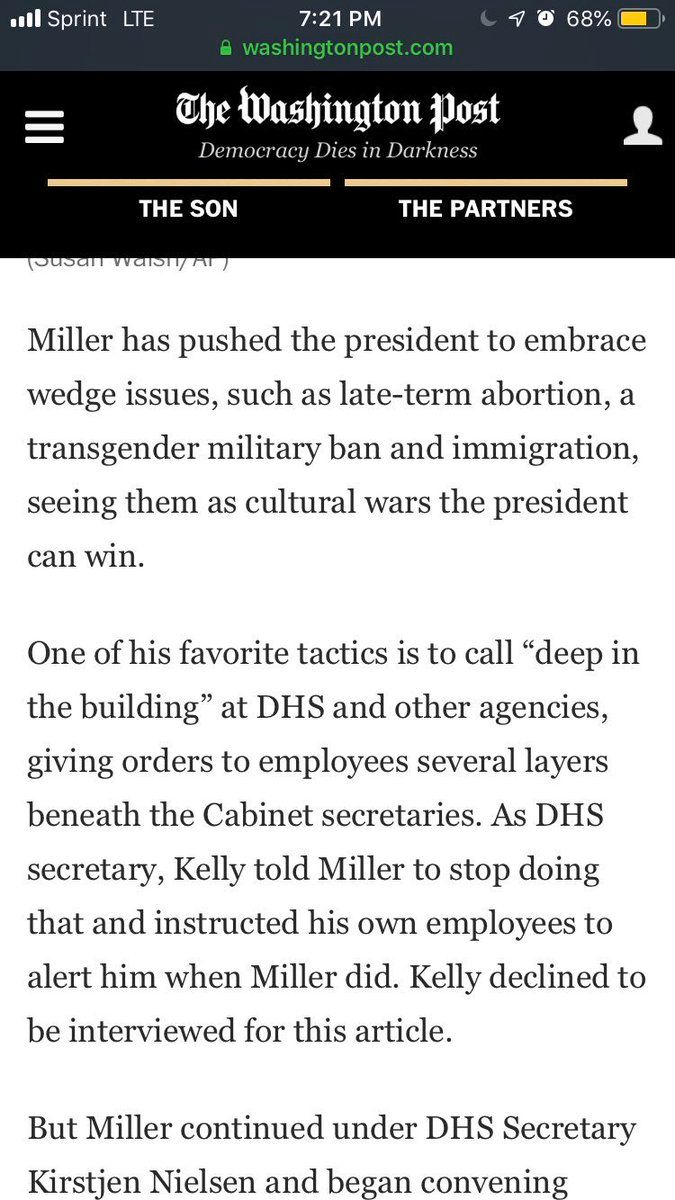 Sprint LTE 7:21 PM 68%
washingtonpost.com
The Washington Post
Democracy Dies in Darkness
THE SON THE PARTNERS
(Susan Walsh/AP)
Miller has pushed the president to embrace
wedge issues, such as late-term abortion, a
transgender military ban and immigration,
seeing them as cultural wars the president
can win.
One of his favorite tactics is to call “deep in
the building” at DHS and other agencies,
giving orders to employees several layers
beneath the Cabinet secretaries. As DHS
secretary, Kelly told Miller to stop doing
that and instructed his own employees to
alert him when Miller did. Kelly declined to
be interviewed for this article.
But Miller continued under DHS Secretary
Kirstjen Nielsen and began convening